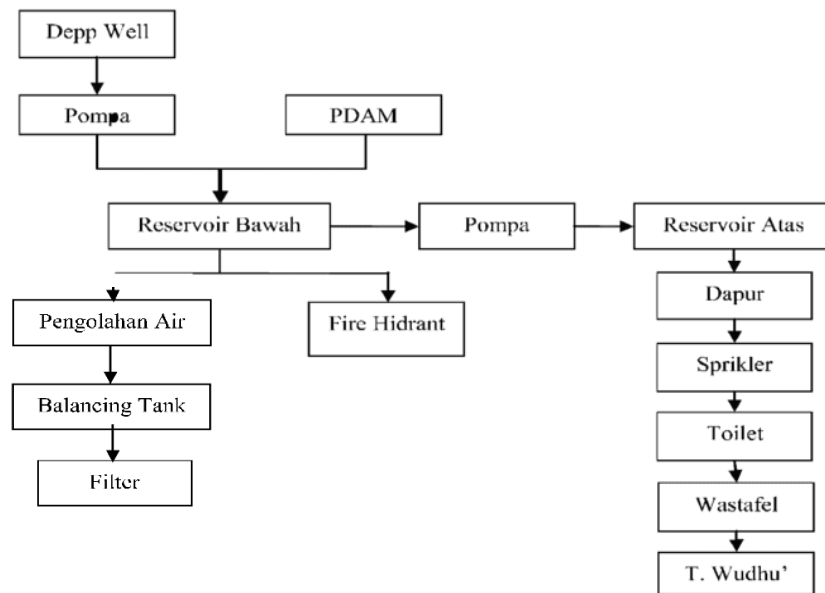 Depp Well
Pompa
PDAM
Reservoir Bawah
Pompa
Reservoir Atas
Pengolahan Air
Fire Hidrant
Dapur
Balancing Tank
Sprikler
Filter
Toilet
Wastafel
T. Wudhu’